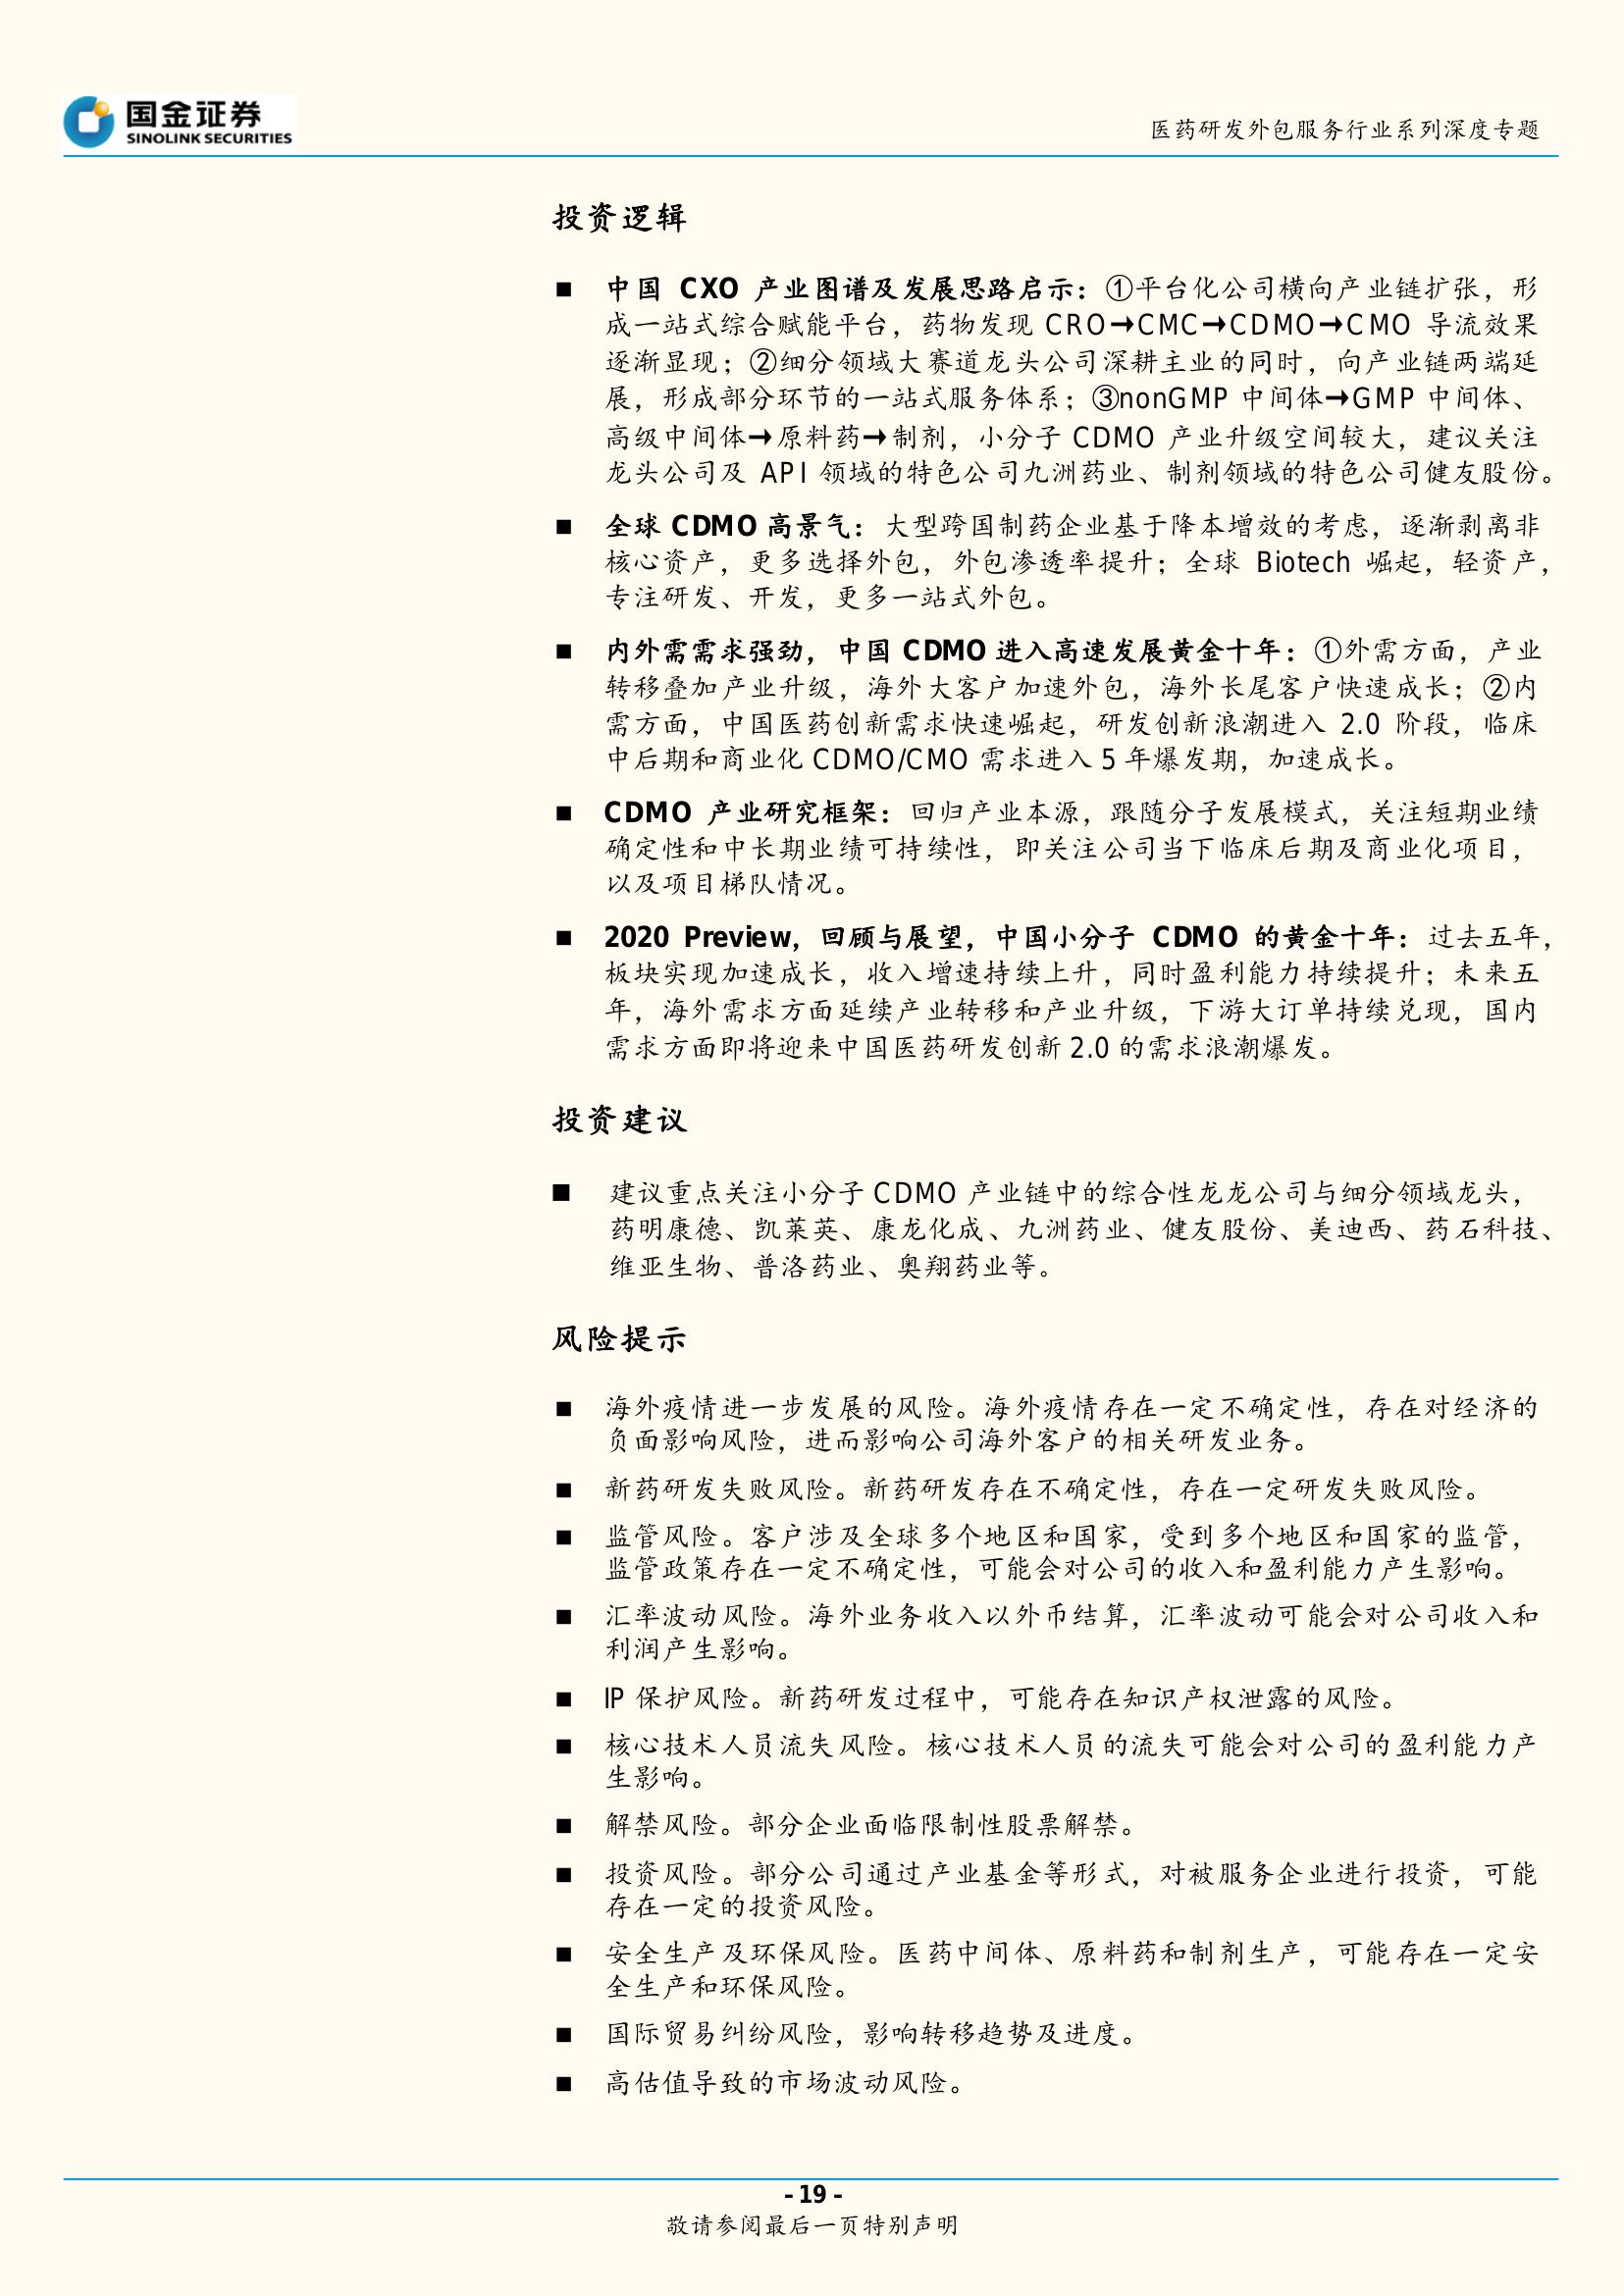 国金证券
SINOLINK SECURITIES
医药研发外包服务行业系列深度专题
投资逻辑
■ 中国 CXO 产业图谱及发展思路启示：①平台化公司横向产业链扩张，形
成一站式综合赋能平台，药物发现 CRO→CMC→CDMO→CMO 导流效果
逐渐显现；②细分领域大赛道龙头公司深耕主业的同时，向产业链两端延
展，形成部分环节的一站式服务体系；③nonGMP 中间体→GMP 中间体、
高级中间体→原料药→制剂，小分子 CDMO 产业升级空间较大，建议关注
龙头公司及 API 领域的特色公司九洲药业、制剂领域的特色公司健友股份。
■ 全球 CDMO 高景气：大型跨国制药企业基于降本增效的考虑，逐渐剥离非
核心资产，更多选择外包，外包渗透率提升；全球 Biotech 崛起，轻资产，
专注研发、开发，更多一站式外包。
■ 内外需需求强劲，中国 CDMO 进入高速发展黄金十年：①外需方面，产业
转移叠加产业升级，海外大客户加速外包，海外长尾客户快速成长；②内
需方面，中国医药创新需求快速崛起，研发创新浪潮进入 2.0 阶段，临床
中后期和商业化 CDMO/CMO 需求进入 5 年爆发期，加速成长。
■ CDMO 产业研究框架：回归产业本源，跟随分子发展模式，关注短期业绩
确定性和中长期业绩可持续性，即关注公司当下临床后期及商业化项目，
以及项目梯队情况。
■ 2020 Preview，回顾与展望，中国小分子 CDMO 的黄金十年：过去五年，
板块实现加速成长，收入增速持续上升，同时盈利能力持续提升；未来五
年，海外需求方面延续产业转移和产业升级，下游大订单持续兑现，国内
需求方面即将迎来中国医药研发创新 2.0 的需求浪潮爆发。
投资建议
■ 建议重点关注小分子 CDMO 产业链中的综合性龙龙公司与细分领域龙头，
药明康德、凯莱英、康龙化成、九洲药业、健友股份、美迪西、药石科技、
维亚生物、普洛药业、奥翔药业等。
风险提示
■ 海外疫情进一步发展的风险。海外疫情存在一定不确定性，存在对经济的
负面影响风险，进而影响公司海外客户的相关研发业务。
■ 新药研发失败风险。新药研发存在不确定性，存在一定研发失败风险。
■ 监管风险。客户涉及全球多个地区和国家，受到多个地区和国家的监管，
监管政策存在一定不确定性，可能会对公司的收入和盈利能力产生影响。
■ 汇率波动风险。海外业务收入以外币结算，汇率波动可能会对公司收入和
利润产生影响。
■ IP 保护风险。新药研发过程中，可能存在知识产权泄露的风险。
■ 核心技术人员流失风险。核心技术人员的流失可能会对公司的盈利能力产
生影响。
■ 解禁风险。部分企业面临限制性股票解禁。
■ 投资风险。部分公司通过产业基金等形式，对被服务企业进行投资，可能
存在一定的投资风险。
■ 安全生产及环保风险。医药中间体、原料药和制剂生产，可能存在一定安
全生产和环保风险。
■ 国际贸易纠纷风险，影响转移趋势及进度。
■ 高估值导致的市场波动风险。
- 19 -
敬请参阅最后一页特别声明